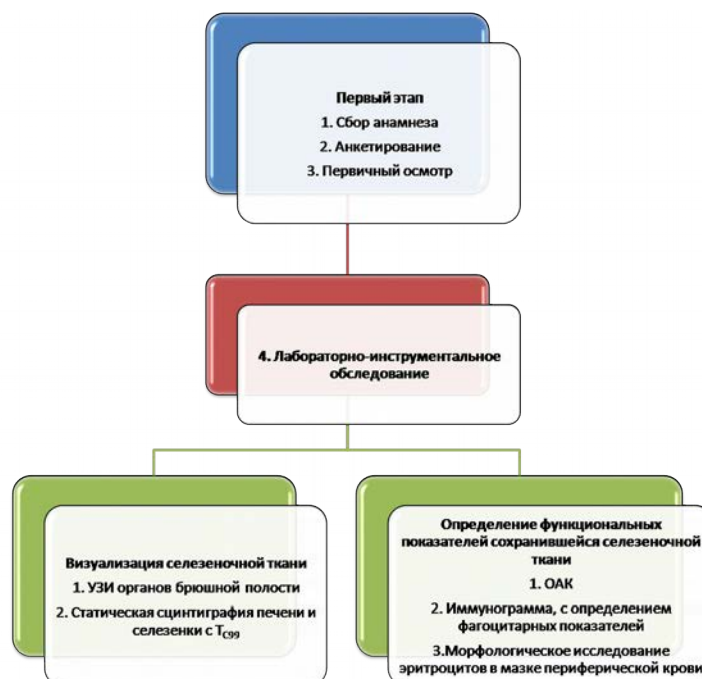 Первый этап
1. Сбор анамнеза
2. Анкетирование
3. Первичный осмотр
4. Лабораторно-инструментальное
обследование
Визуализация селезеночной ткани
1. УЗИ органов брюшной полости
2. Статическая сцинтиграфия печени и
селезенки с Tc99
Определение функциональных
показателей сохранившейся селезеночной
ткани
1. ОАК
2. Иммунограмма, с определением
фагоцитарных показателей
3.Морфологическое исследование
эритроцитов в мазке периферической крови